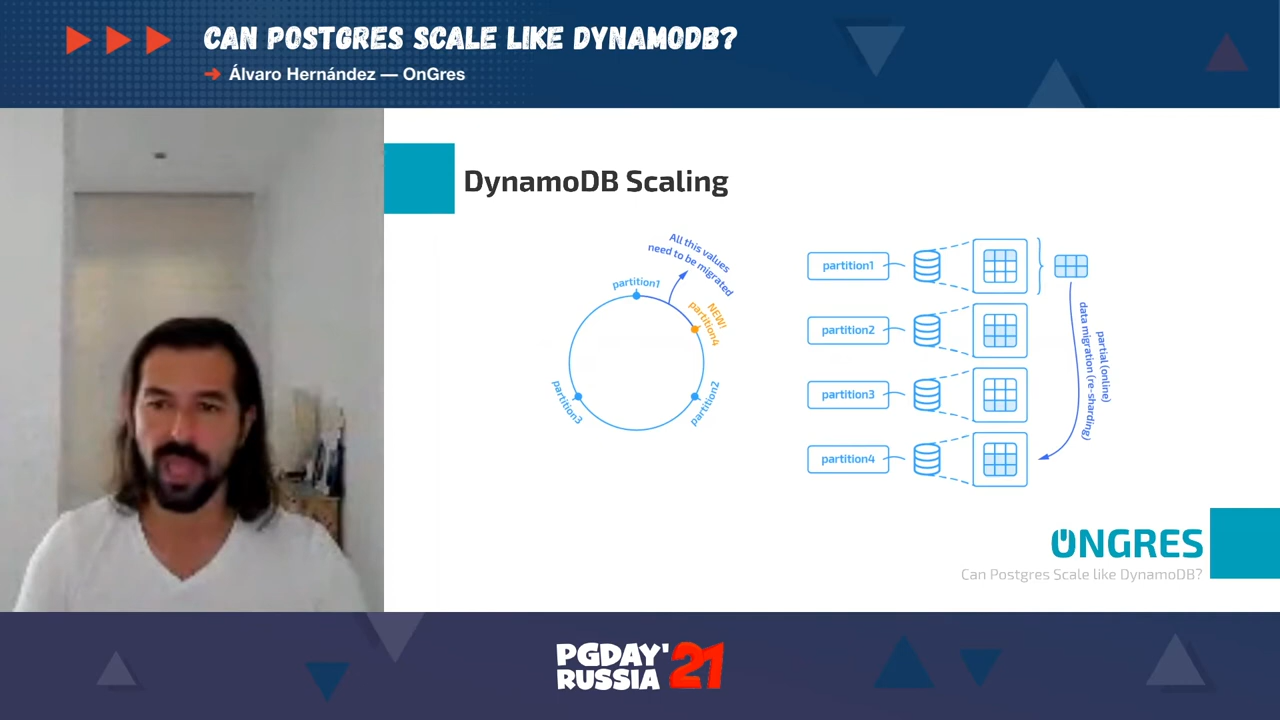 CAN POSTGRES SCALE LIKE DYNAMODB?
Álvaro Hernández — OnGres
DynamoDB Scaling
All this values
need to be migrated
partition1
NEW!
partition4
partition2
partition3
partition1
partition2
partition3
partition4
partial (online)
data migration (re-sharding)
ONGRES
Can Postgres Scale like DynamoDB?
PGDAY'21
RUSSIA